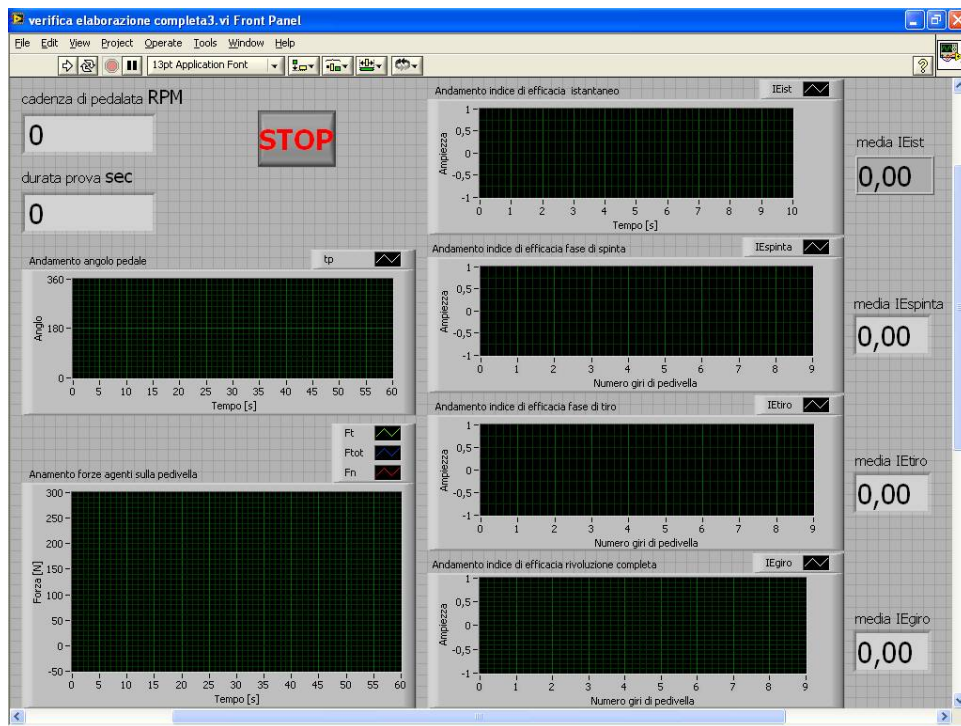 verifica elaborazione completa3.vi Front Panel
File Edit View Project Operate Tools Window Help
13pt Application Font
?
cadenza di pedalata RPM
0
STOP
durata prova sec
0
Andamento angolo pedale
tp
360
180
0
Anglo
0 5 10 15 20 25 30 35 40 45 50 55 60
Tempo [s]
Ft
Ftot
Fn
Anamento forze agenti sulla pedivella
300
250
200
150
100
50
0
-50
Forza [N]
0 5 10 15 20 25 30 35 40 45 50 55 60
Tempo [s]
Andamento indice di efficacia istantaneo
IEist
1
0,5
0
-0,5
-1
Ampiezza
0 1 2 3 4 5 6 7 8 9 10
Tempo [s]
media IEist
0,00
Andamento indice di efficacia fase di spinta
IEspinta
1
0,5
0
-0,5
-1
Ampiezza
0 1 2 3 4 5 6 7 8 9
Numero giri di pedivella
media IEspinta
0,00
Andamento indice di efficacia fase di tiro
IEtiro
1
0,5
0
-0,5
-1
Ampiezza
0 1 2 3 4 5 6 7 8 9
Numero giri di pedivella
media IEtiro
0,00
Andamento indice di efficacia rivoluzione completa
IEgiro
1
0,5
0
-0,5
-1
Ampiezza
0 1 2 3 4 5 6 7 8 9
Numero giri di pedivella
media IEgiro
0,00